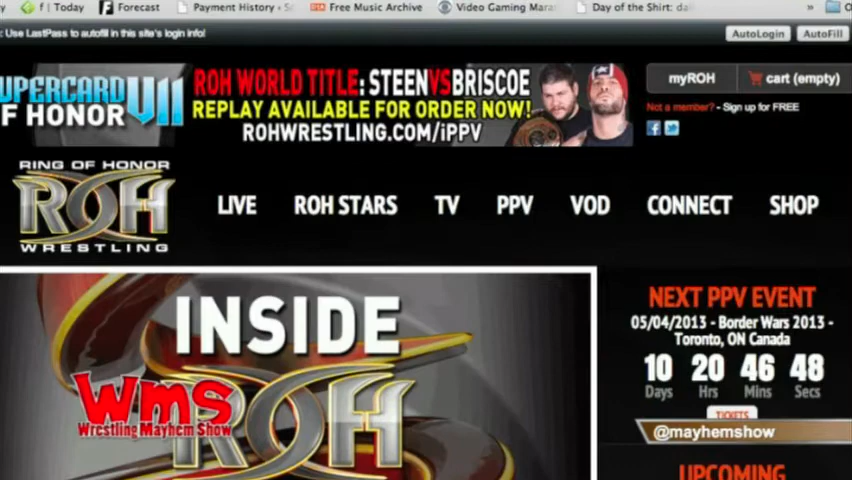 f | Today
Forecast
Payment History
Free Music Archive
Video Gaming Mara
Day of the Shirt: dai
»
: Use LastPass to autofill in this site's login info!
AutoLogin
AutoFill
SUPERCARD
OF HONOR VII
ROH WORLD TITLE: STEEN VS BRISCOE
REPLAY AVAILABLE FOR ORDER NOW!
ROHWRESTLING.COM/iPPV
myROH
cart (empty)
Not a member? - Sign up for FREE
RING OF HONOR
ROH
WRESTLING
LIVE
ROH STARS
TV
PPV
VOD
CONNECT
SHOP
INSIDE
ROH
wms
Wrestling Mayhem Show
NEXT PPV EVENT
05/04/2013 - Border Wars 2013 -
Toronto, ON Canada
10 20 46 48
Days Hrs Mins Secs
TICKETS
@mayhemshow
UPCOMING